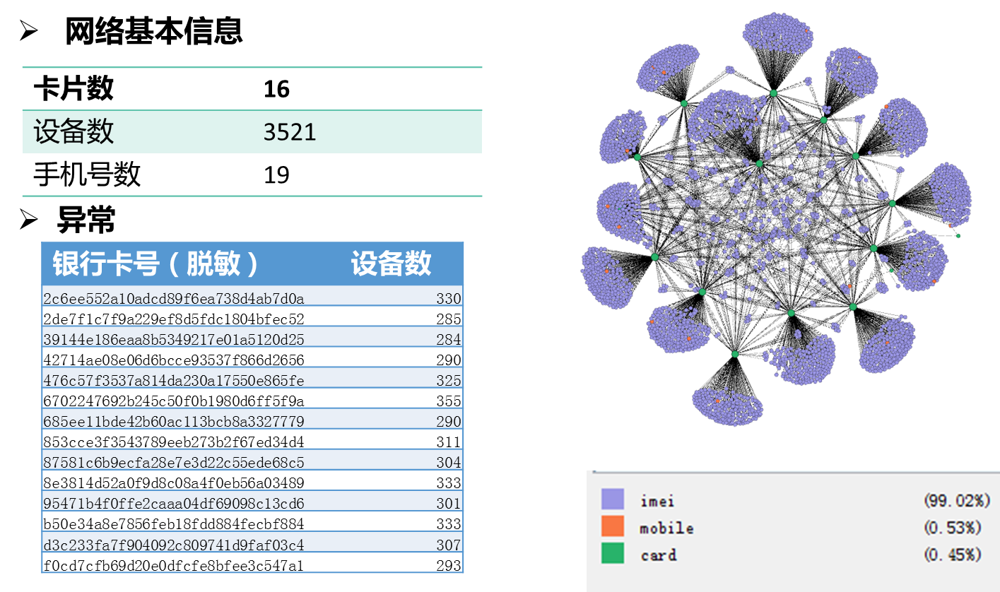 网络基本信息
卡片数 16
设备数 3521
手机号数 19
异常
银行卡号（脱敏） 设备数
2c6ee552a10adcd89f6ea738d4ab7d0a 330
2de7f1c7f9a229ef8d5fdc1804bfec52 285
39144e186eaa8b5349217e01a5120d25 284
42714ae08e06d6bcce93537f866d2656 290
476c57f3537a814da230a17550e865fe 325
6702247692b245c50f0b1980d6ff5f9a 355
685ee11bde42b60ac113bcb8a3327779 290
853cce3f3543789eeb273b2f67ed34d4 311
87581c6b9ecfa28e7e3d22c55ede68c5 304
8e3814d52a0f9d8c08a4f0eb56a03489 333
95471b4f0ffe2caaa04df69098c13cd6 301
b50e34a8e7856feb18fdd884fecbf884 333
d3c233fa7f904092c809741d9faf03c4 307
f0cd7cfb69d20e0dfcfe8bfee3c547a1 293
imei (99.02%)
mobile (0.53%)
card (0.45%)